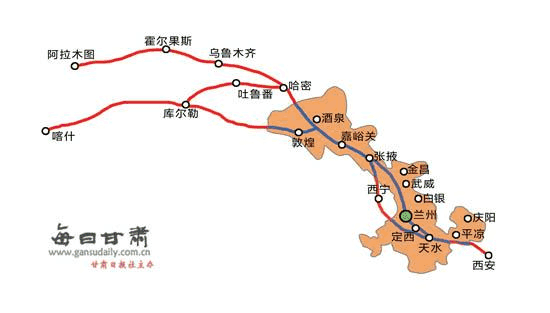 霍尔果斯
乌鲁木齐
阿拉木图
哈密
吐鲁番
库尔勒
酒泉
喀什
敦煌
嘉峪关
张掖
金昌
武威
西宁
白银
兰州
庆阳
定西
平凉
天水
西安
每日甘肃
www.gansudaily.com.cn
甘肃日报社主办